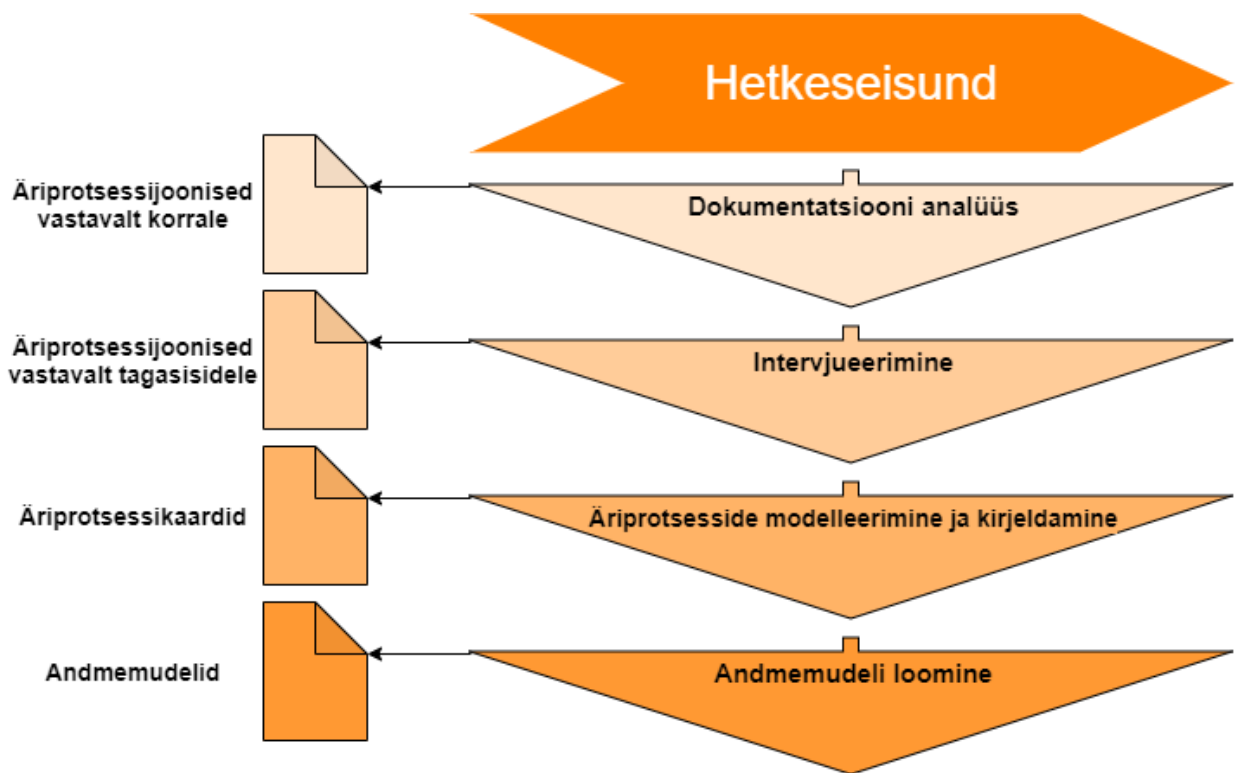 Hetkeseisund
Äriprotsessijoonised
vastavalt korrale
Dokumentatsiooni analüüs
Äriprotsessijoonised
vastavalt tagasisidele
Intervjueerimine
Äriprotsessikaardid
Äriprotsesside modelleerimine ja kirjeldamine
Andmemudelid
Andmemudeli loomine